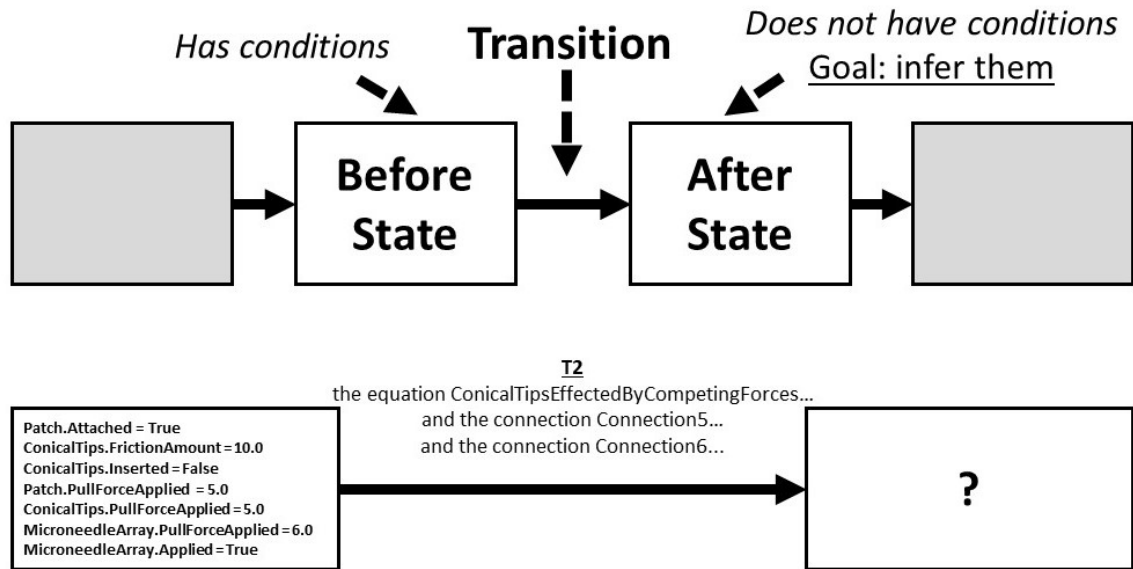 Has conditions
Transition
Does not have conditions
Goal: infer them
Before
State
After
State
T2
the equation ConicalTipsEffectedByCompetingForces...
and the connection Connection5...
and the connection Connection6...
Patch.Attached = True
ConicalTips.FrictionAmount = 10.0
ConicalTips.Inserted = False
Patch.PullForceApplied = 5.0
ConicalTips.PullForceApplied = 5.0
MicroneedleArray.PullForceApplied = 6.0
MicroneedleArray.Applied = True
?